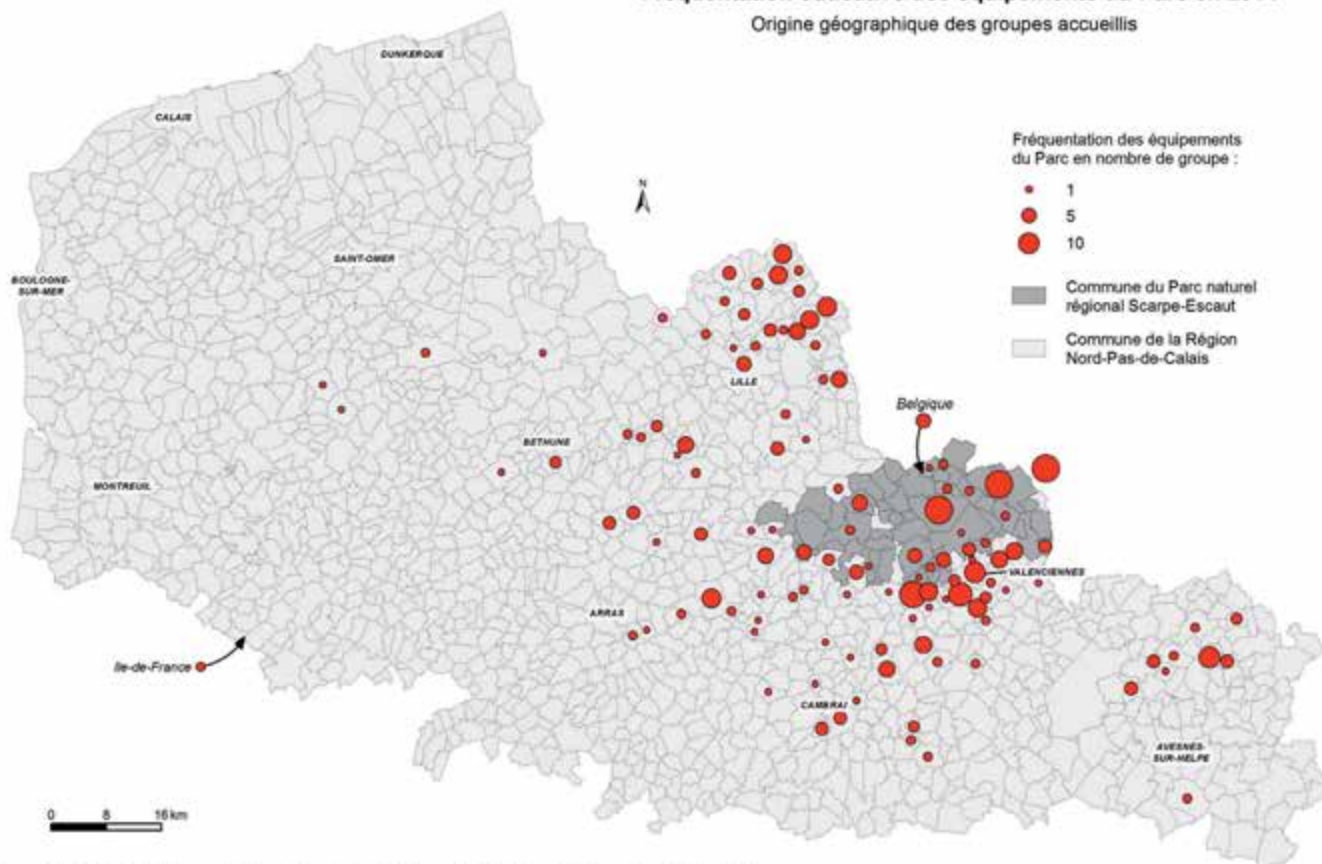 Origine géographique des groupes accueillis
DUNKERQUE
CALAIS
Fréquentation des équipements
du Parc en nombre de groupe :
1
5
10
N
SAINT-OMER
BOULOGNE-
SUR-MER
Commune du Parc naturel
régional Scarpe-Escaut
Commune de la Région
Nord-Pas-de-Calais
LILLE
Belgique
BETHUNE
MONTREUIL
VALENCIENNES
ARRAS
Ile-de-France
CAMBRAI
AVESNES-
SUR-HELPE
0 8 16 km